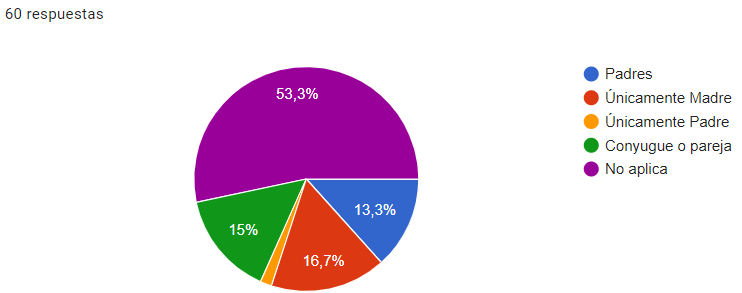 60 respuestas
53,3%
13,3%
16,7%
15%
Padres
Únicamente Madre
Únicamente Padre
Conyugue o pareja
No aplica